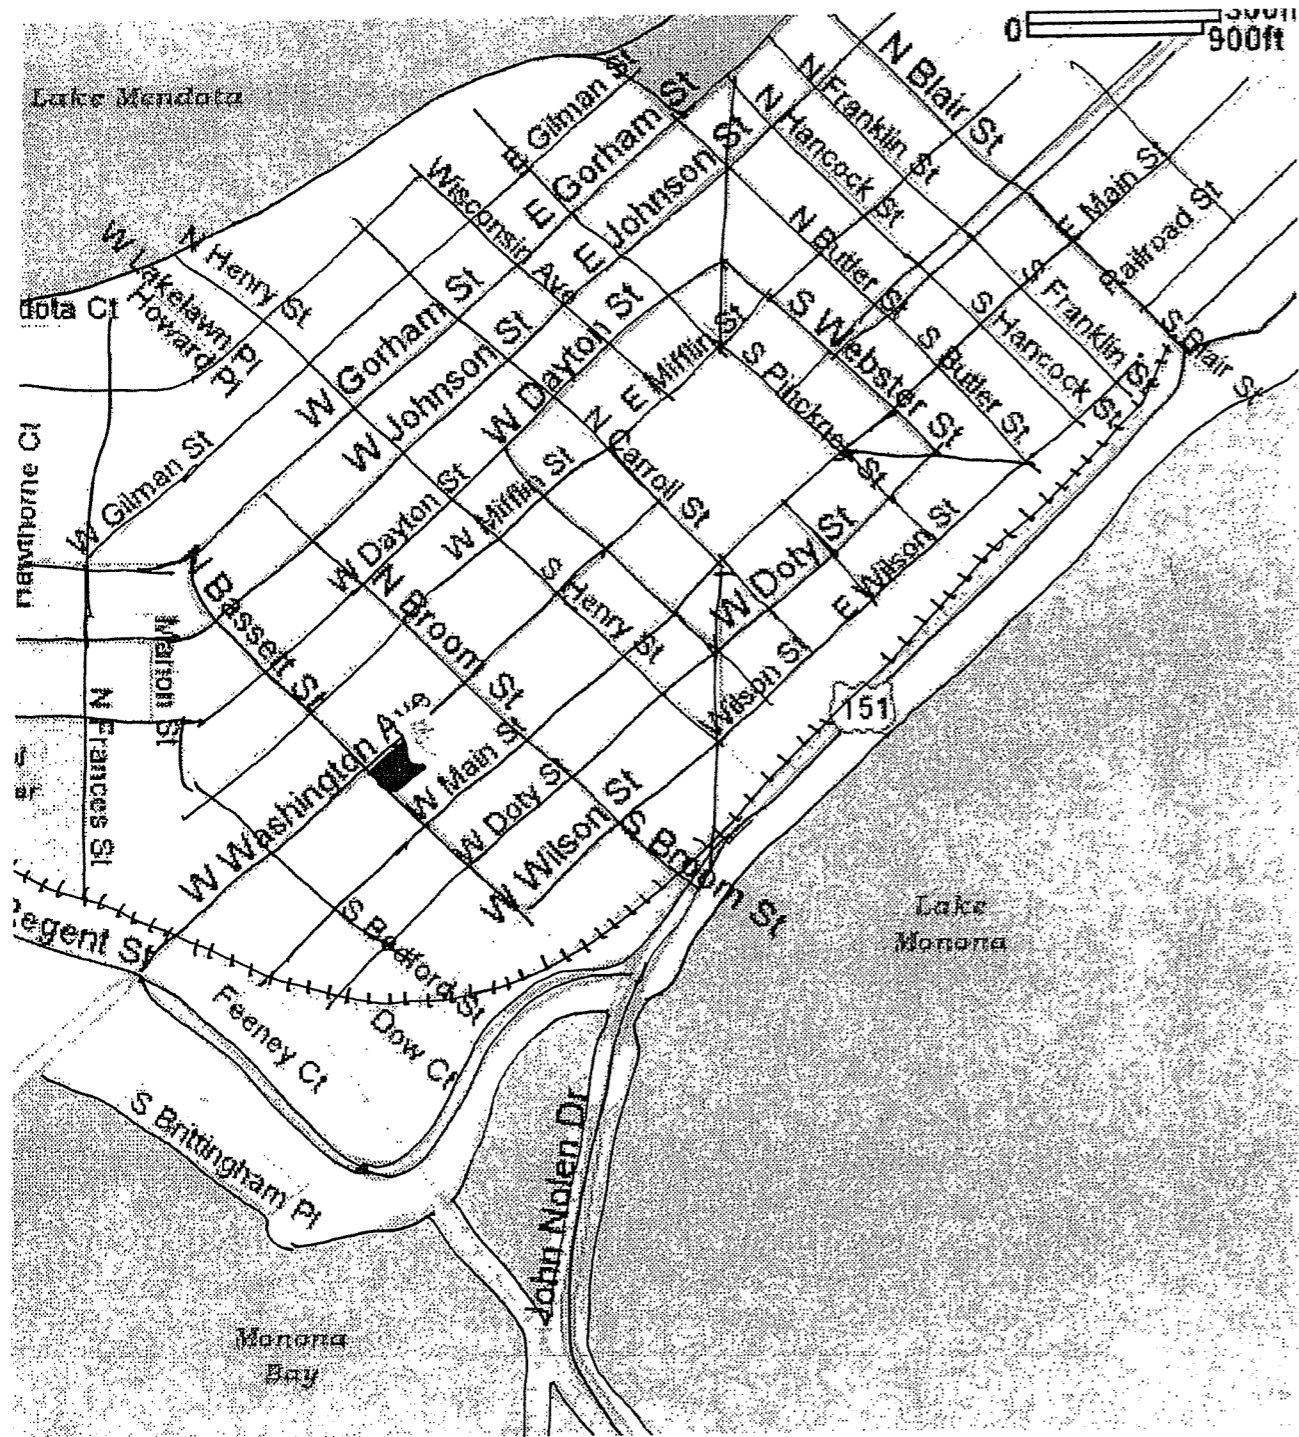 0
900ft
N Blair St
Lake Mendota
E Gilman St
E Gorham St
N Franklin St
N Hancock St
E Johnson St
E Main St
Railroad St
Wisconsin Ave
N Butler St
W Lakelawn Pl
Howard Pl
N Henry St
W Gorham St
W Johnson St
W Dayton St
E Mifflin St
S Pinckney St
S Webster St
S Butler St
S Hancock St
S Franklin St
S Blair St
W Gilman St
N Carroll St
W Dayton St
W Mifflin St
N Bassett St
N Broom St
S Henry St
W Doty St
E Wilson St
Wilson St
151
Marion St
N Frances St
W Washington Ave
W Main St
W Doty St
W Wilson St
S Broom St
Lake
Monona
Regent St
S Bedford St
Feeney Ct
Dow Ct
S Brittingham Pl
John Nolen Dr
Monona
Bay